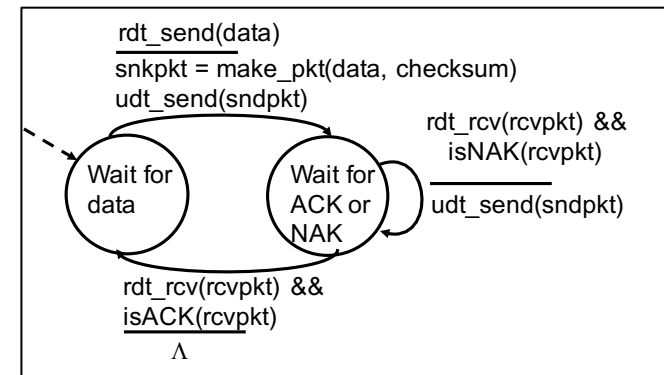 rdt_send(data)
snkpkt = make_pkt(data, checksum)
udt_send(sndpkt)
rdt_rcv(rcvpkt) &&
isNAK(rcvpkt)
udt_send(sndpkt)
Wait for
data
Wait for
ACK or
NAK
rdt_rcv(rcvpkt) &&
isACK(rcvpkt)
Λ